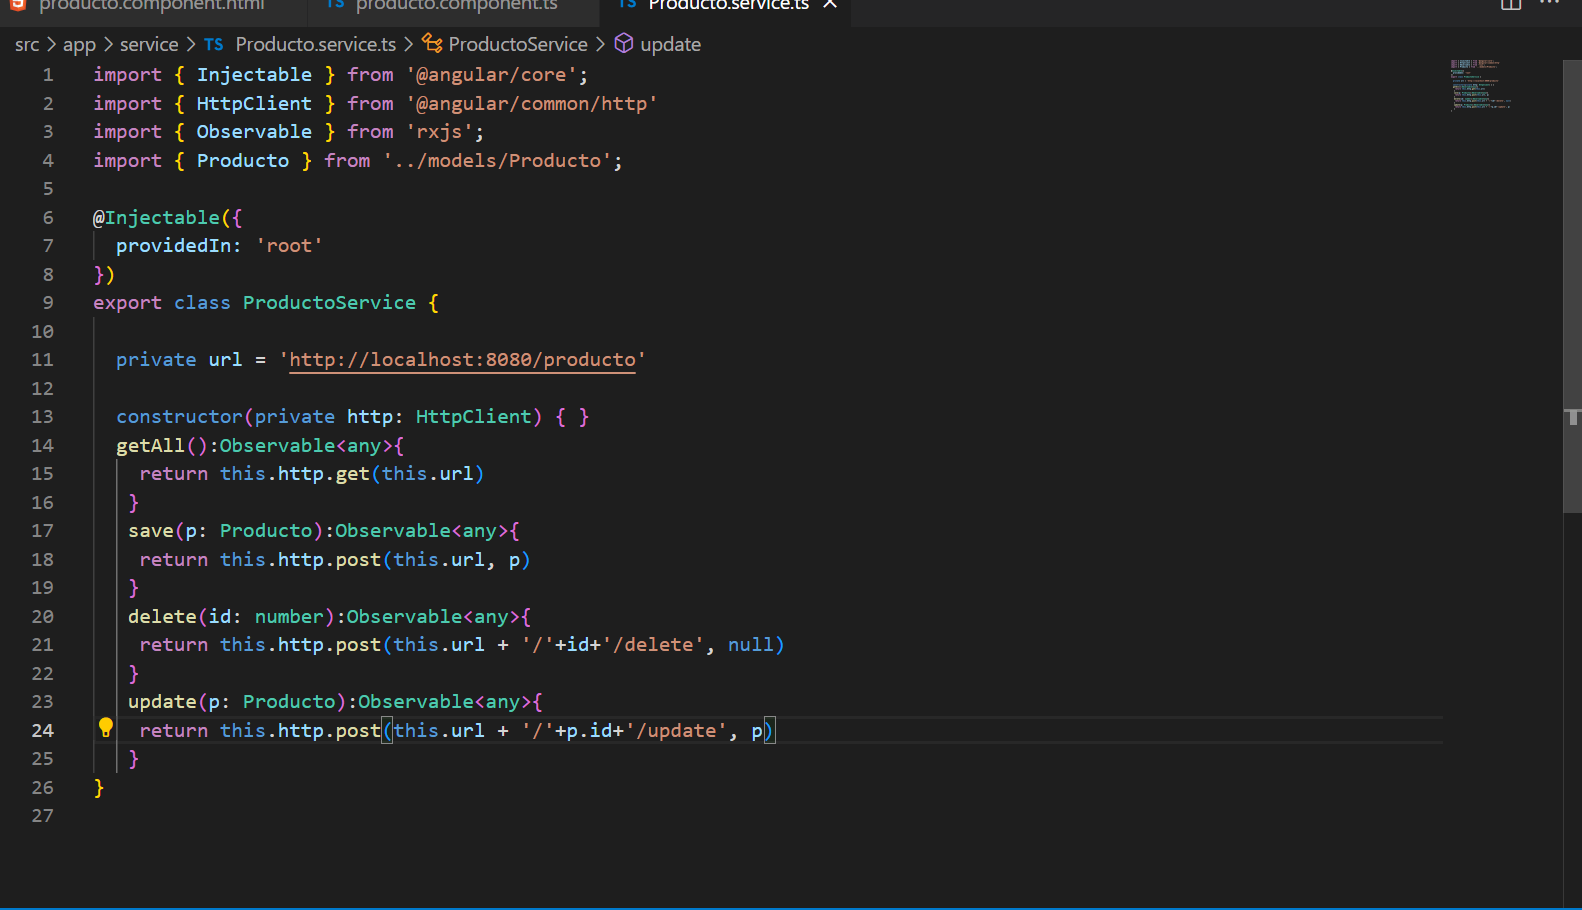 producto.component.html TS producto.component.ts TS Producto.service.ts
src > app > service > TS Producto.service.ts > ProductoService > update
1 import { Injectable } from '@angular/core';
2 import { HttpClient } from '@angular/common/http'
3 import { Observable } from 'rxjs';
4 import { Producto } from '../models/Producto';
5
6 @Injectable({
7   providedIn: 'root'
8 })
9 export class ProductoService {
10
11   private url = 'http://localhost:8080/producto'
12
13   constructor(private http: HttpClient) { }
14   getAll():Observable<any>{
15     return this.http.get(this.url)
16    }
17    save(p: Producto):Observable<any>{
18     return this.http.post(this.url, p)
19    }
20    delete(id: number):Observable<any>{
21     return this.http.post(this.url + '/'+id+'/delete', null)
22    }
23    update(p: Producto):Observable<any>{
24     return this.http.post(this.url + '/'+p.id+'/update', p)
25    }
26 }
27